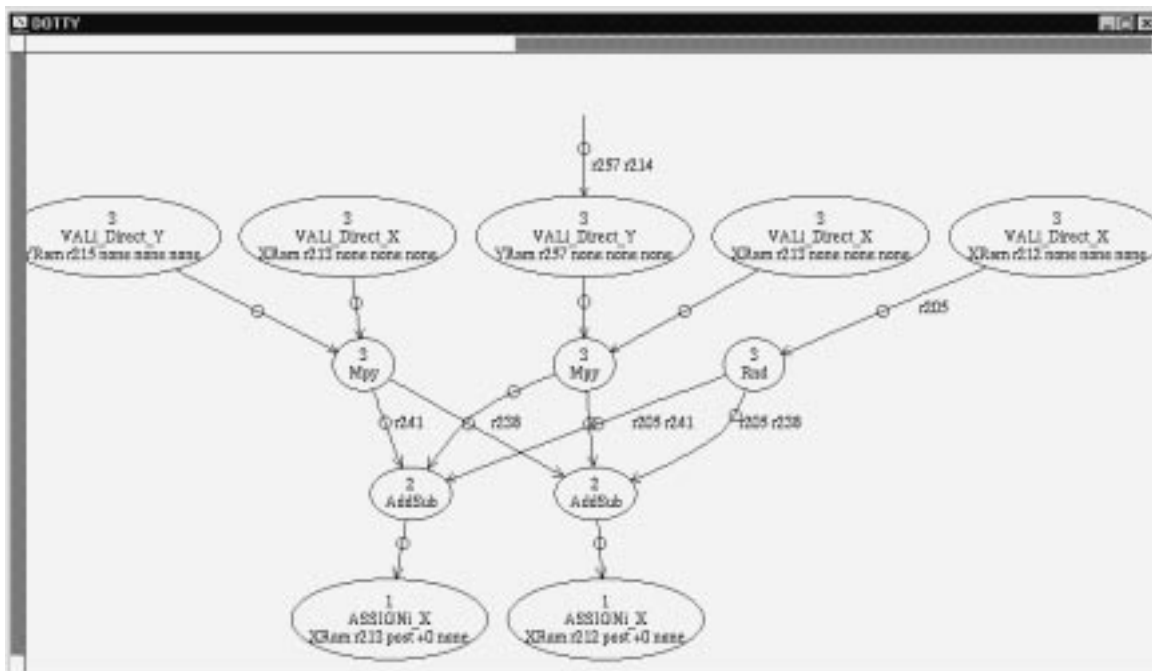 DOTTY
r257 r214
3
VALi_Direct_Y
YRam r215 none none none
3
VALi_Direct_X
XRam r213 none none none
3
VALi_Direct_Y
YRam r257 none none none
3
VALi_Direct_X
XRam r213 none none none
3
VALi_Direct_X
XRam r212 none none none
r205
3
Mpy
3
Mpy
3
Rnd
r241
r238
r205 r241
r205 r238
2
AddSub
2
AddSub
1
ASSIGNi_X
XRam r213 post +0 none
1
ASSIGNi_X
XRam r212 post +0 none